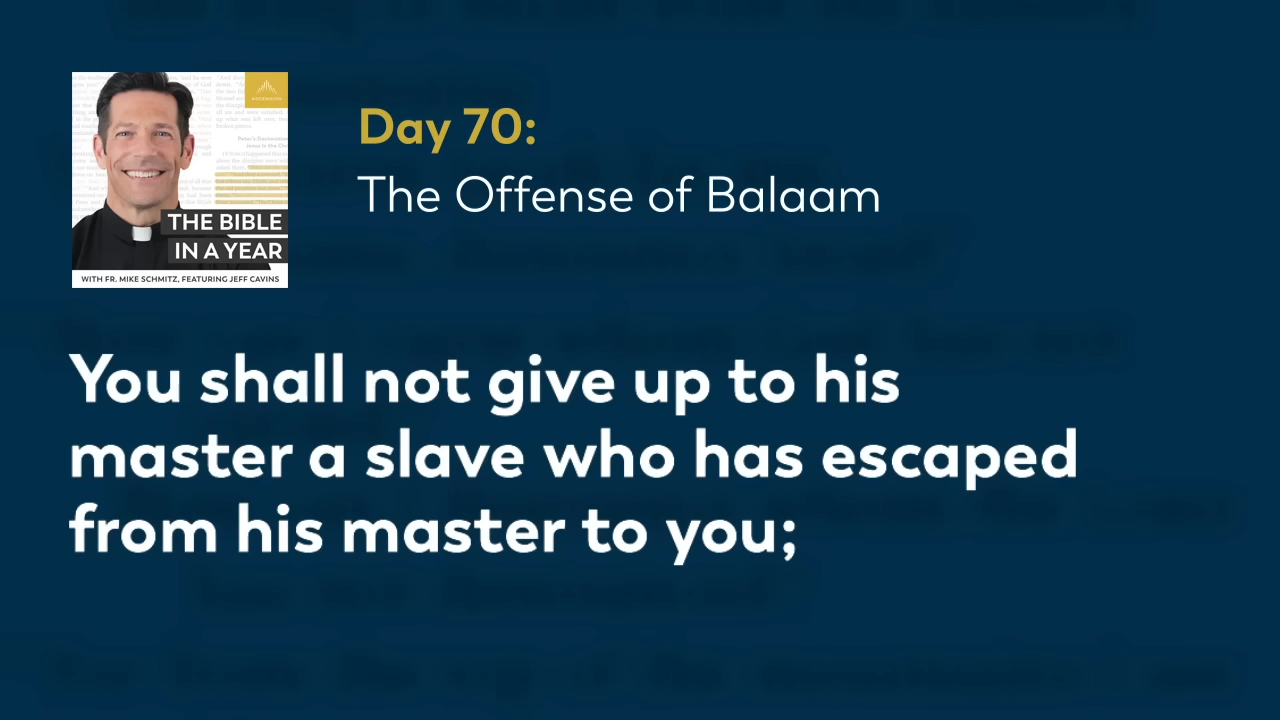 Day 70:
The Offense of Balaam
THE BIBLE
IN A YEAR
WITH FR. MIKE SCHMITZ, FEATURING JEFF CAVINS
You shall not give up to his
master a slave who has escaped
from his master to you;